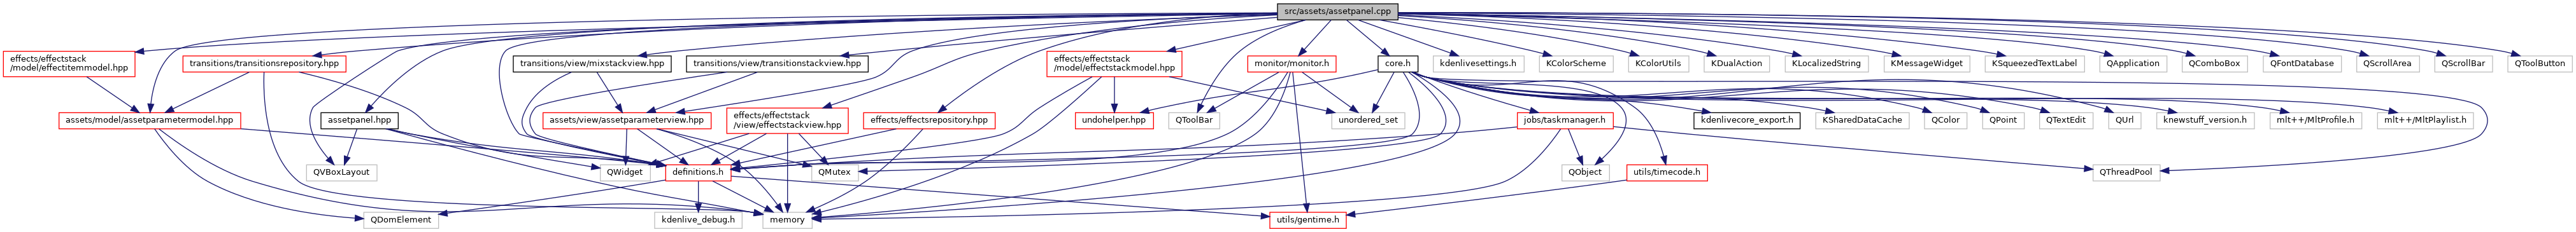 src/assets/assetpanel.cpp
effects/effectstack
/model/effectitemmodel.hpp
transitions/transitionsrepository.hpp
transitions/view/mixstackview.hpp
transitions/view/transitionstackview.hpp
effects/effectstack
/model/effectstackmodel.hpp
monitor/monitor.h
core.h
kdenlivesettings.h
KColorScheme
KColorUtils
KDualAction
KLocalizedString
KMessageWidget
KSqueezedTextLabel
QApplication
QComboBox
QFontDatabase
QScrollArea
QScrollBar
QToolButton
assets/model/assetparametermodel.hpp
assetpanel.hpp
assets/view/assetparameterview.hpp
effects/effectstack
/view/effectstackview.hpp
effects/effectsrepository.hpp
undohelper.hpp
QToolBar
unordered_set
jobs/taskmanager.h
kdenlivecore_export.h
KSharedDataCache
QColor
QPoint
QTextEdit
QUrl
knewstuff_version.h
mlt++/MltProfile.h
mlt++/MltPlaylist.h
QVBoxLayout
QWidget
definitions.h
QMutex
QObject
utils/timecode.h
QThreadPool
QDomElement
kdenlive_debug.h
memory
utils/gentime.h